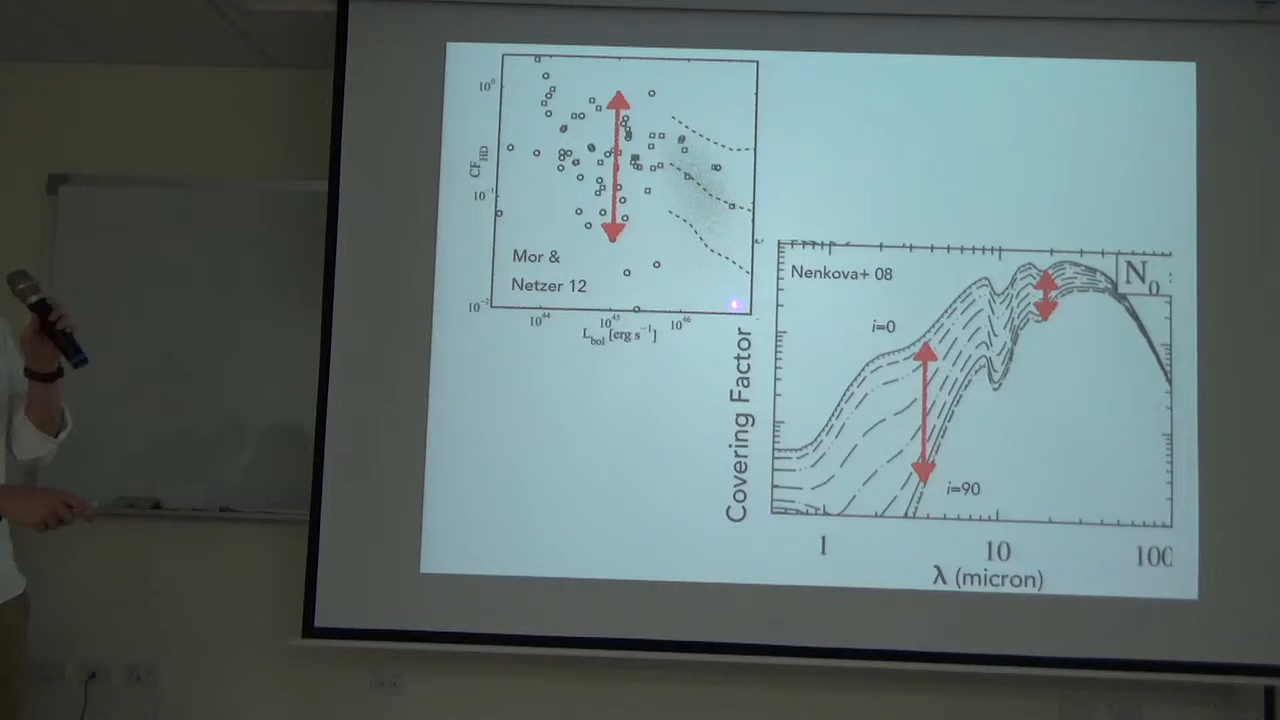 10⁰
CF_HD
10⁻¹
Mor &
Netzer 12
10⁻²
10⁴⁴
10⁴⁵
10⁴⁶
L_bol [erg s⁻¹]
Nenkova+ 08
N₀
i=0
Covering Factor
i=90
1
10
100
λ (micron)